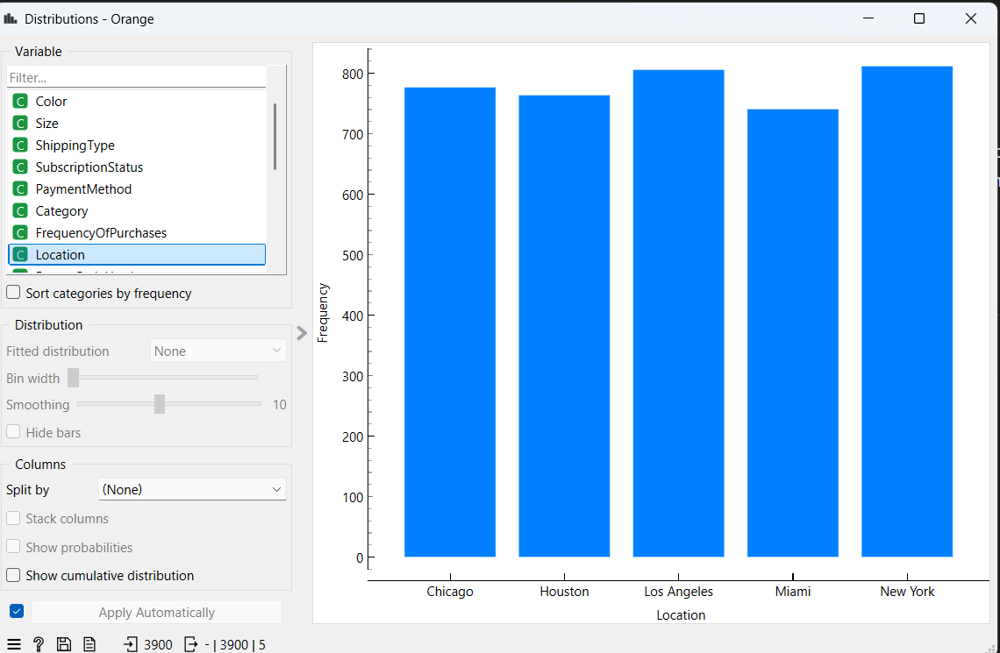 Distributions - Orange
Variable
Filter...
C Color
C Size
C ShippingType
C SubscriptionStatus
C PaymentMethod
C Category
C FrequencyOfPurchases
C Location
Sort categories by frequency
Distribution
Fitted distribution None
Bin width
Smoothing 10
Hide bars
Columns
Split by (None)
Stack columns
Show probabilities
Show cumulative distribution
Apply Automatically
? 3900 - | 3900 | 5
800
700
600
500
400
300
200
100
0
Frequency
Chicago Houston Los Angeles Miami New York
Location